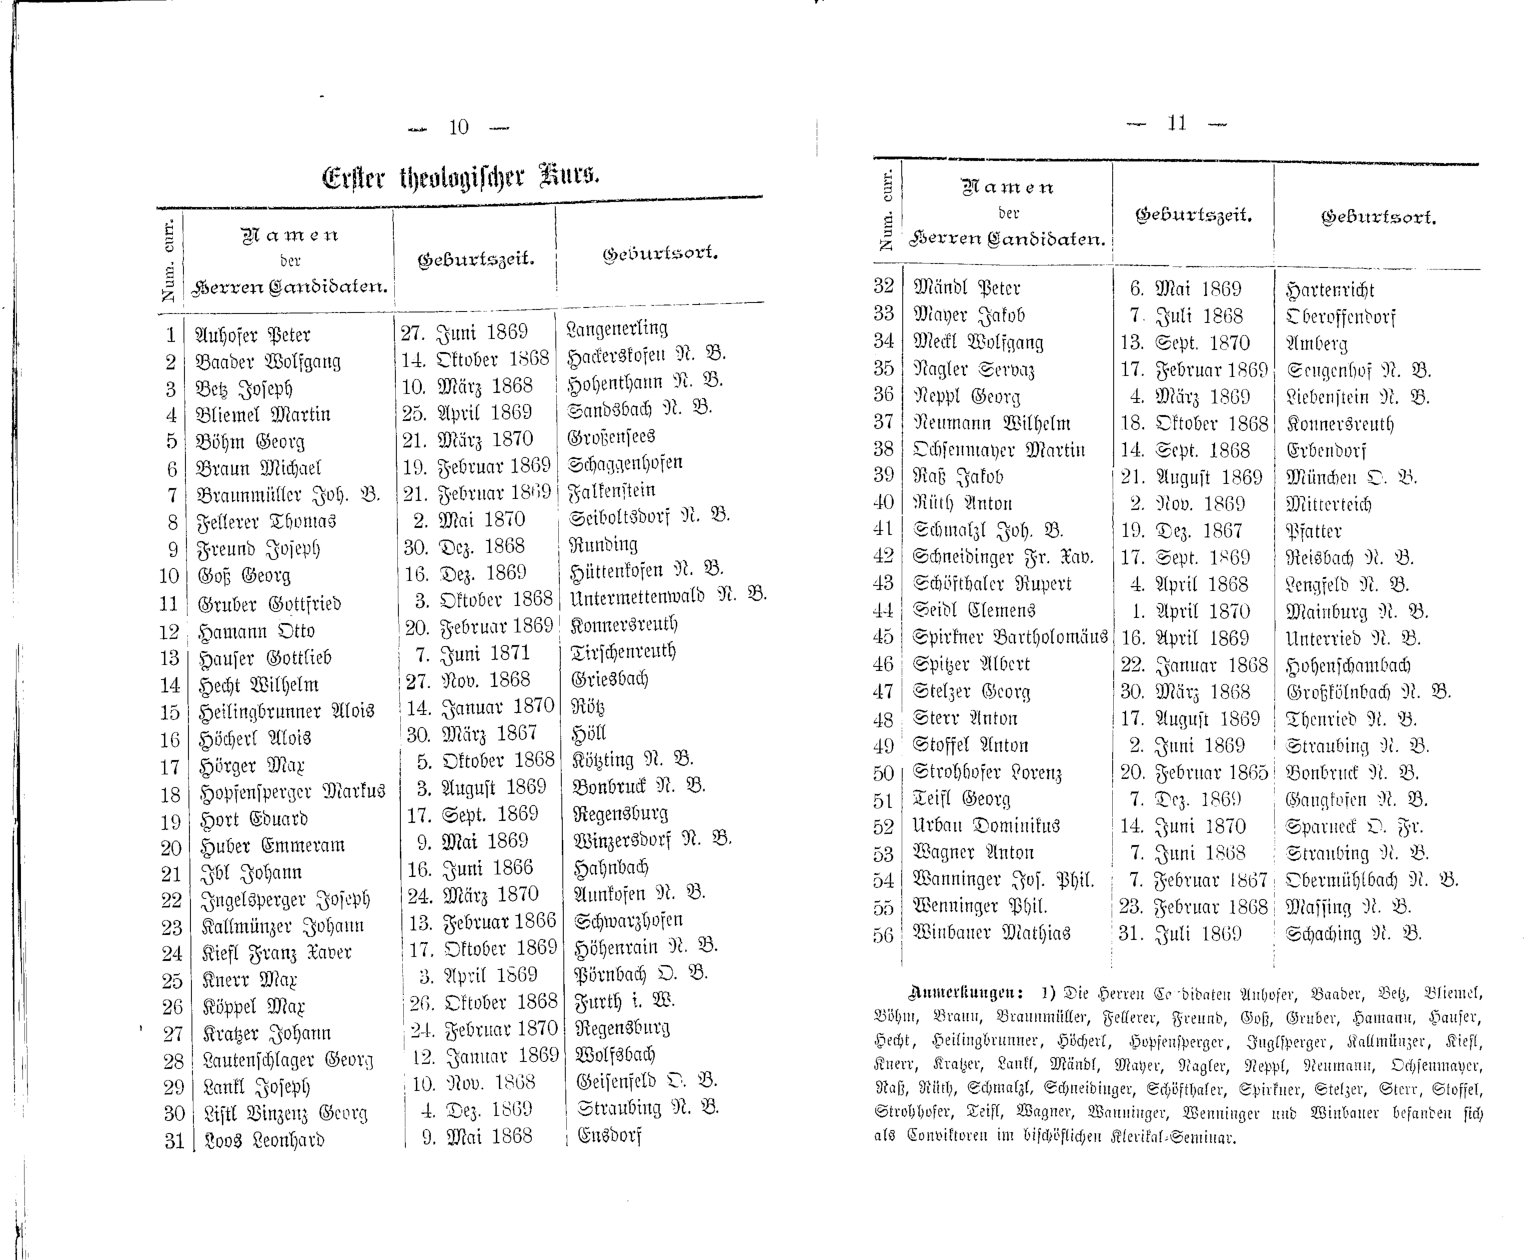 — 10 —
Erster theologischer Kurs.
Num. curr. Namen der Herren Candidaten. Geburtszeit. Geburtsort.
1 Auhofer Peter 27. Juni 1869 Langenerling
2 Baader Wolfgang 14. Oktober 1868 Hackerskofen N. B.
3 Betz Joseph 10. März 1868 Hohenthann N. B.
4 Bliemel Martin 25. April 1869 Sandsbach N. B.
5 Böhm Georg 21. März 1870 Großensees
6 Braun Michael 19. Februar 1869 Schaggenhofen
7 Braunmüller Joh. B. 21. Februar 1869 Falkenstein
8 Fellerer Thomas 2. Mai 1870 Seiboltsdorf N. B.
9 Freund Joseph 30. Dez. 1868 Runding
10 Goß Georg 16. Dez. 1869 Hüttenkofen N. B.
11 Gruber Gottfried 3. Oktober 1868 Untermettenwald N. B.
12 Hamann Otto 20. Februar 1869 Konnersreuth
13 Hauser Gottlieb 7. Juni 1871 Tirschenreuth
14 Hecht Wilhelm 27. Nov. 1868 Griesbach
15 Heilingbrunner Alois 14. Januar 1870 Rötz
16 Höcherl Alois 30. März 1867 Höll
17 Hörger Max 5. Oktober 1868 Kötzting N. B.
18 Hopfensperger Markus 3. August 1869 Bonbruck N. B.
19 Hort Eduard 17. Sept. 1869 Regensburg
20 Huber Emmeram 9. Mai 1869 Winzersdorf N. B.
21 Ibl Johann 16. Juni 1866 Hahnbach
22 Ingelsperger Joseph 24. März 1870 Aunkofen N. B.
23 Kallmünzer Johann 13. Februar 1866 Schwarzhofen
24 Kiefl Franz Xaver 17. Oktober 1869 Höhenrain N. B.
25 Knerr Max 3. April 1869 Pörnbach O. B.
26 Köppel Max 26. Oktober 1868 Furth i. W.
27 Kratzer Johann 24. Februar 1870 Regensburg
28 Lautenschlager Georg 12. Januar 1869 Wolfsbach
29 Lankl Joseph 10. Nov. 1868 Geisenfeld O. B.
30 Listl Vinzenz Georg 4. Dez. 1869 Straubing N. B.
31 Loos Leonhard 9. Mai 1868 Ensdorf
— 11 —
Num. curr. Namen der Herren Candidaten. Geburtszeit. Geburtsort.
32 Mändl Peter 6. Mai 1869 Hartenricht
33 Mayer Jakob 7. Juli 1868 Oberoffendorf
34 Meckl Wolfgang 13. Sept. 1870 Amberg
35 Nagler Servaz 17. Februar 1869 Sengenhof N. B.
36 Neppl Georg 4. März 1869 Liebenstein N. B.
37 Neumann Wilhelm 18. Oktober 1868 Konnersreuth
38 Ochsenmayer Martin 14. Sept. 1868 Erbendorf
39 Raß Jakob 21. August 1869 München O. B.
40 Rüth Anton 2. Nov. 1869 Mitterteich
41 Schmalzl Joh. B. 19. Dez. 1867 Pfatter
42 Schneidinger Fr. Xav. 17. Sept. 1869 Reisbach N. B.
43 Schöfthaler Rupert 4. April 1868 Lengfeld N. B.
44 Seidl Clemens 1. April 1870 Mainburg N. B.
45 Spirkner Bartholomäus 16. April 1869 Unterried N. B.
46 Spitzer Albert 22. Januar 1868 Hohenschambach
47 Stelzer Georg 30. März 1868 Großkölnbach N. B.
48 Sterr Anton 17. August 1869 Thenried N. B.
49 Stoffel Anton 2. Juni 1869 Straubing N. B.
50 Strohhofer Lorenz 20. Februar 1865 Bonbruck N. B.
51 Teisl Georg 7. Dez. 1869 Gangkofen N. B.
52 Urban Dominikus 14. Juni 1870 Sparneck O. Fr.
53 Wagner Anton 7. Juni 1868 Straubing N. B.
54 Wanninger Jos. Phil. 7. Februar 1867 Obermühlbach N. B.
55 Wenninger Phil. 23. Februar 1868 Massing N. B.
56 Winbauer Mathias 31. Juli 1869 Schaching N. B.
Anmerkungen: 1) Die Herren Ca didaten Auhofer, Baader, Betz, Bliemel,
Böhm, Braun, Braunmüller, Fellerer, Freund, Goß, Gruber, Hamann, Hauser,
Hecht, Heilingbrunner, Höcherl, Hopfensperger, Inglsperger, Kallmünzer, Kiefl,
Knerr, Kratzer, Lankl, Mändl, Mayer, Nagler, Neppl, Neumann, Ochsenmayer,
Raß, Rüth, Schmalzl, Schneidinger, Schöfthaler, Spirkner, Stelzer, Sterr, Stoffel,
Strohhofer, Teisl, Wagner, Wanninger, Wenninger und Winbauer befanden sich
als Conviktoren im bischöflichen Klerikal-Seminar.